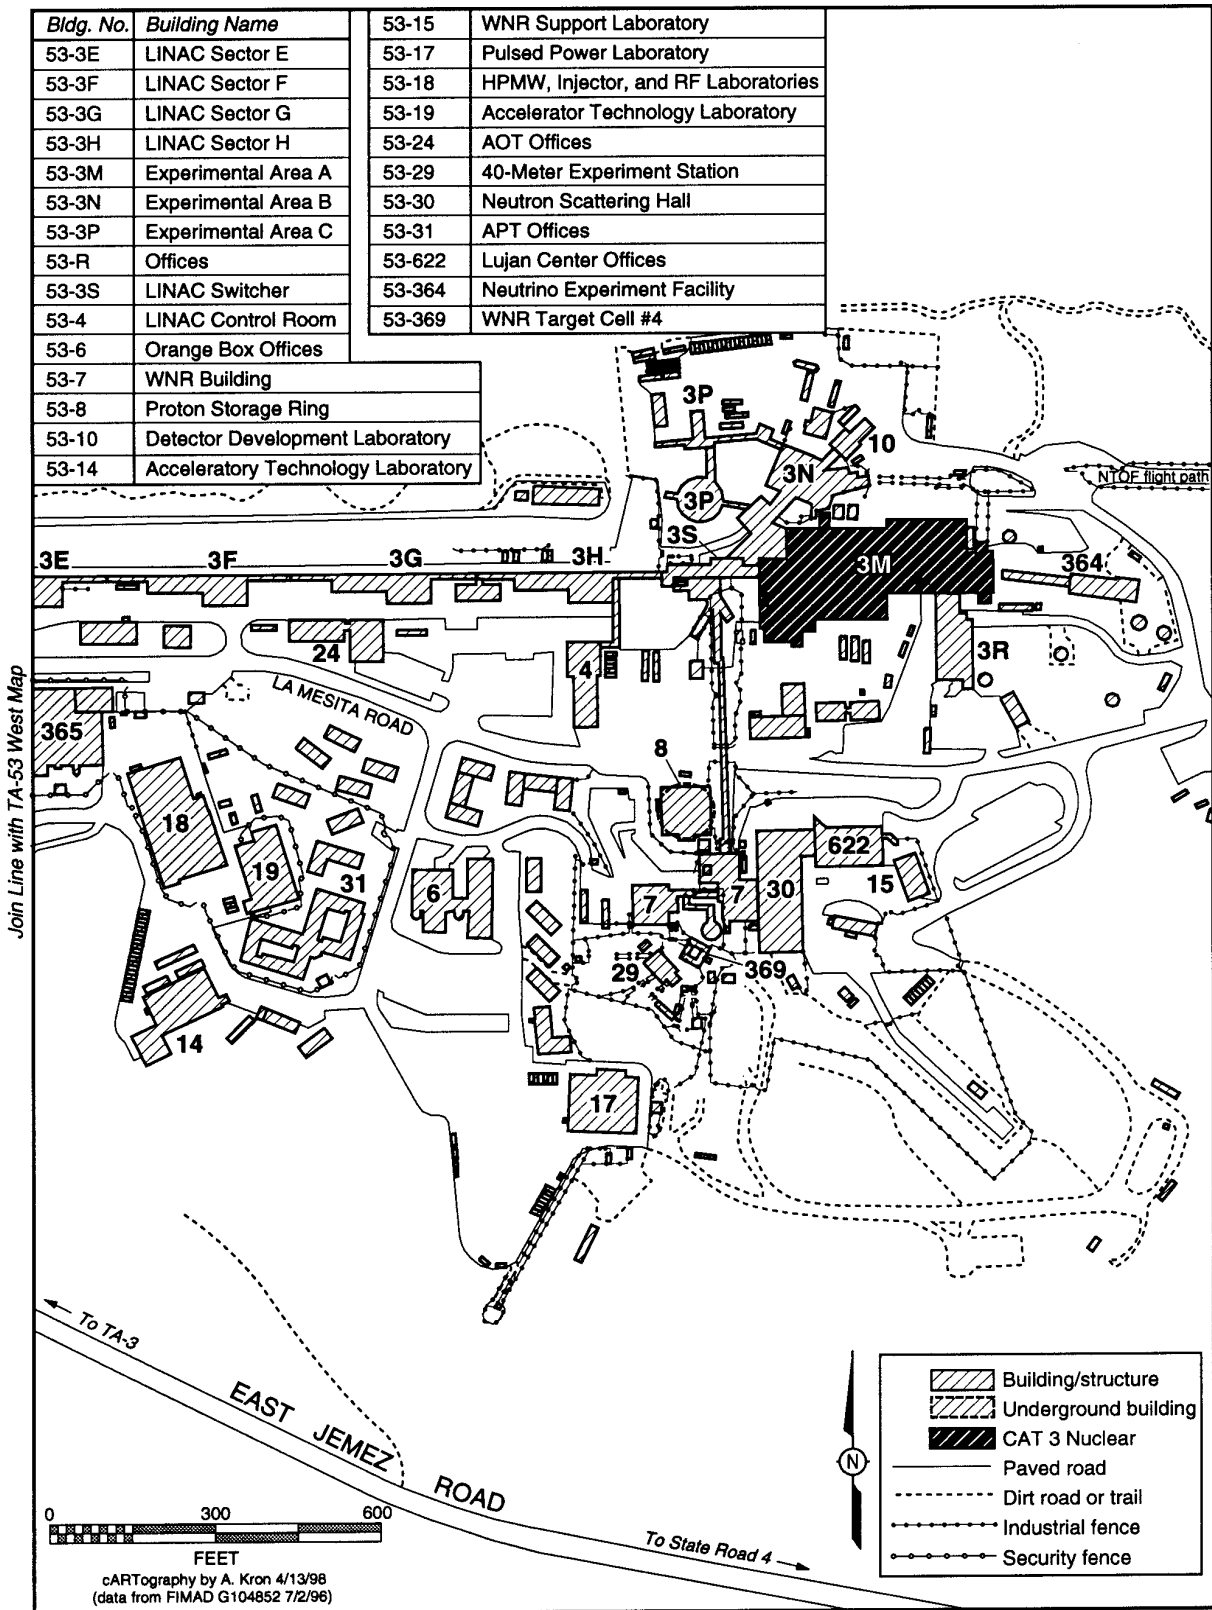 Bldg. No. Building Name
53-3E LINAC Sector E
53-3F LINAC Sector F
53-3G LINAC Sector G
53-3H LINAC Sector H
53-3M Experimental Area A
53-3N Experimental Area B
53-3P Experimental Area C
53-R Offices
53-3S LINAC Switcher
53-4 LINAC Control Room
53-6 Orange Box Offices
53-7 WNR Building
53-8 Proton Storage Ring
53-10 Detector Development Laboratory
53-14 Acceleratory Technology Laboratory
53-15 WNR Support Laboratory
53-17 Pulsed Power Laboratory
53-18 HPMW, Injector, and RF Laboratories
53-19 Accelerator Technology Laboratory
53-24 AOT Offices
53-29 40-Meter Experiment Station
53-30 Neutron Scattering Hall
53-31 APT Offices
53-622 Lujan Center Offices
53-364 Neutrino Experiment Facility
53-369 WNR Target Cell #4
3P
10
3N
NTOF flight path
3P
3S
3E
3F
3G
3H
3M
364
24
4
3R
LA MESITA ROAD
365
Join Line with TA-53 West Map
8
18
622
19
31
6
7
7
30
15
29
369
14
17
To TA-3
EAST JEMEZ ROAD
To State Road 4
0 300 600
FEET
cARTography by A. Kron 4/13/98
(data from FIMAD G104852 7/2/96)
N
Building/structure
Underground building
CAT 3 Nuclear
Paved road
Dirt road or trail
Industrial fence
Security fence